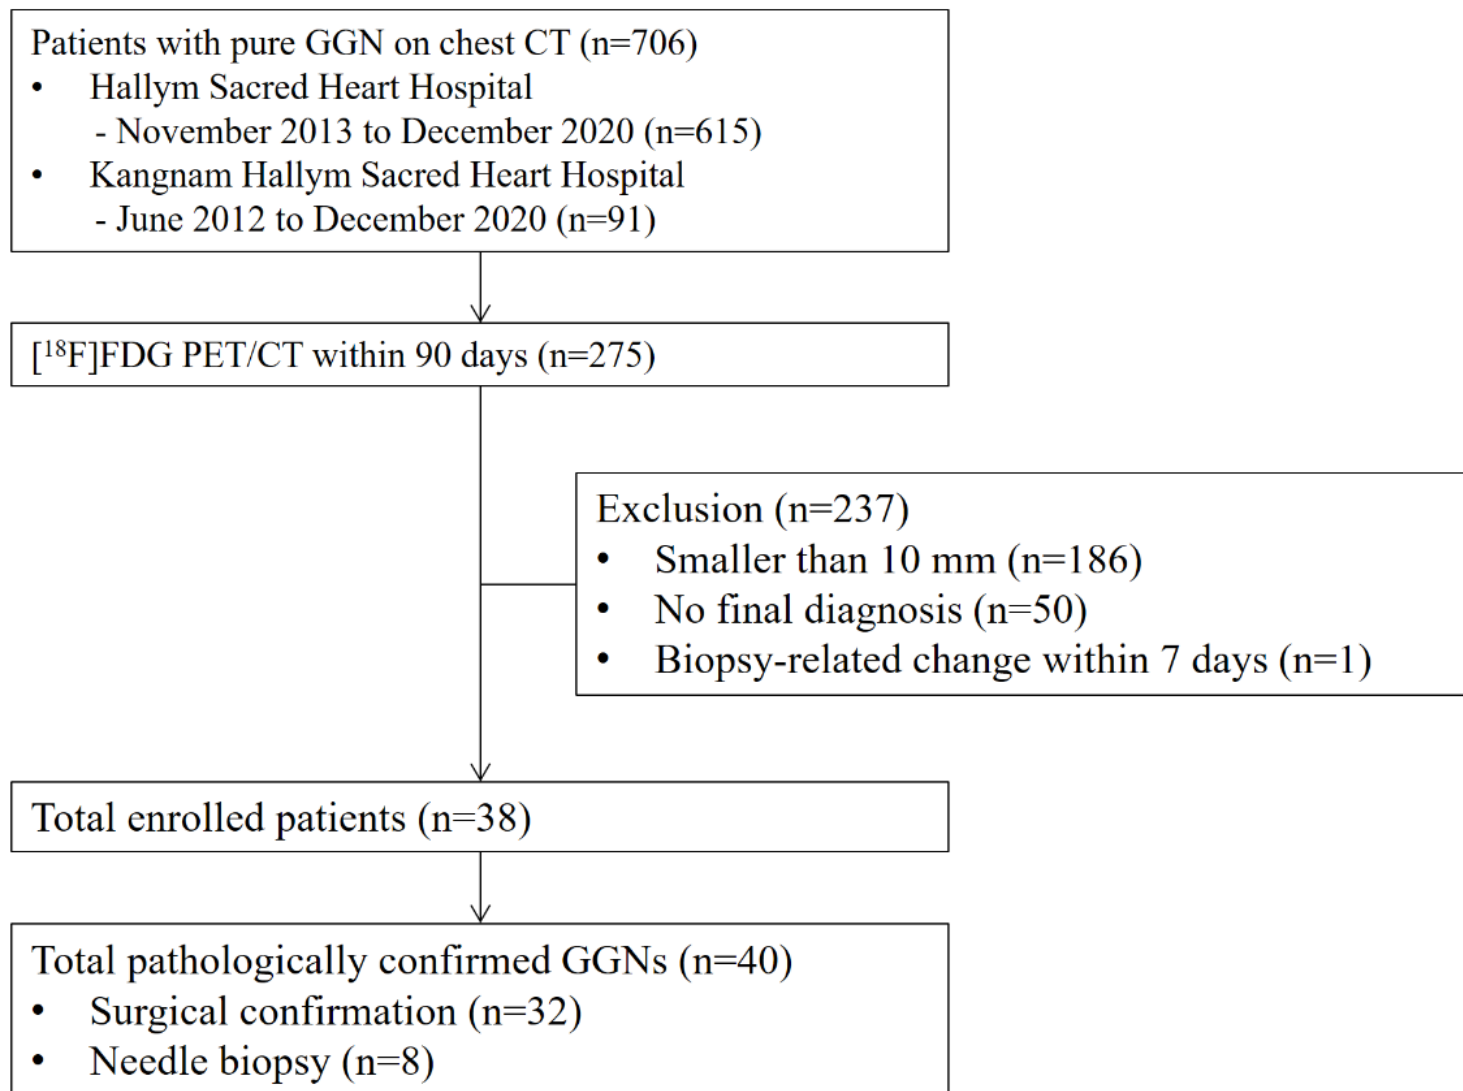 Patients with pure GGN on chest CT (n=706)
• Hallym Sacred Heart Hospital
- November 2013 to December 2020 (n=615)
• Kangnam Hallym Sacred Heart Hospital
- June 2012 to December 2020 (n=91)
[¹⁸F]FDG PET/CT within 90 days (n=275)
Exclusion (n=237)
• Smaller than 10 mm (n=186)
• No final diagnosis (n=50)
• Biopsy-related change within 7 days (n=1)
Total enrolled patients (n=38)
Total pathologically confirmed GGNs (n=40)
• Surgical confirmation (n=32)
• Needle biopsy (n=8)